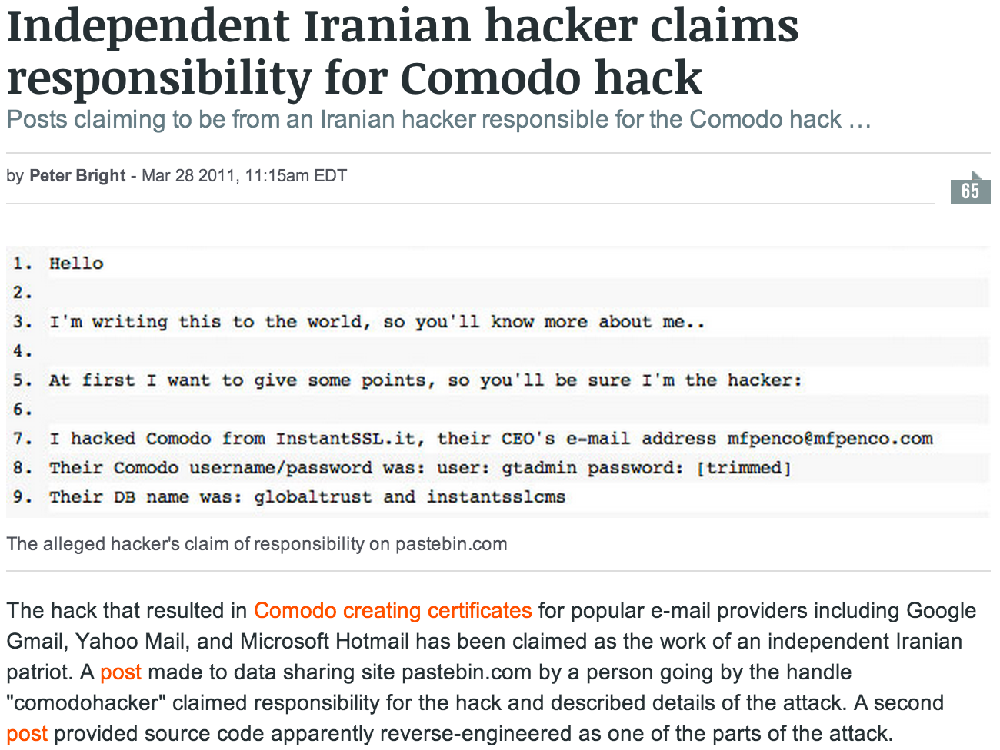 Independent Iranian hacker claims
responsibility for Comodo hack
Posts claiming to be from an Iranian hacker responsible for the Comodo hack …
by Peter Bright - Mar 28 2011, 11:15am EDT
65
1. Hello
2.
3. I'm writing this to the world, so you'll know more about me..
4.
5. At first I want to give some points, so you'll be sure I'm the hacker:
6.
7. I hacked Comodo from InstantSSL.it, their CEO's e-mail address mfpenco@mfpenco.com
8. Their Comodo username/password was: user: gtadmin password: [trimmed]
9. Their DB name was: globaltrust and instantsslcms
The alleged hacker's claim of responsibility on pastebin.com
The hack that resulted in Comodo creating certificates for popular e-mail providers including Google
Gmail, Yahoo Mail, and Microsoft Hotmail has been claimed as the work of an independent Iranian
patriot. A post made to data sharing site pastebin.com by a person going by the handle
"comodohacker" claimed responsibility for the hack and described details of the attack. A second
post provided source code apparently reverse-engineered as one of the parts of the attack.